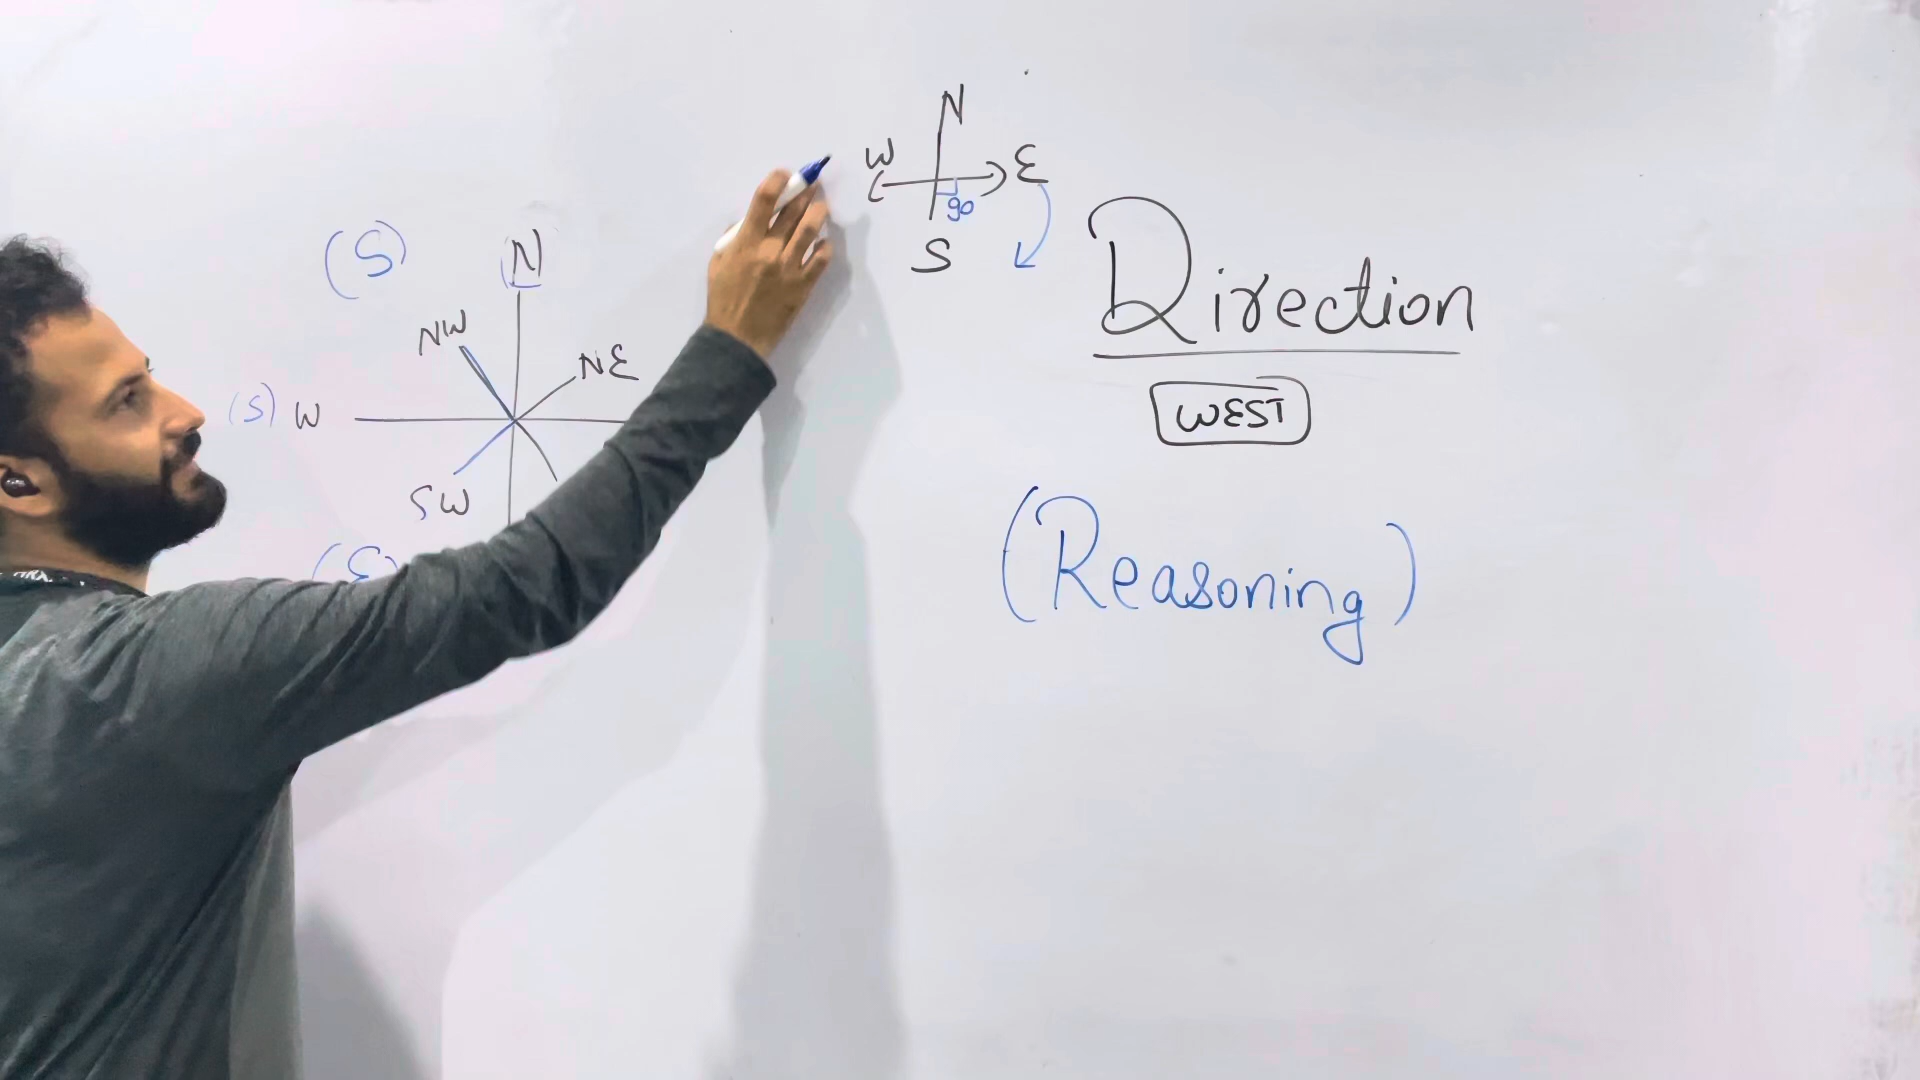 N
W E
90
S
(S) N
NW
NE
(S) W
SW
Direction
WEST
(Reasoning)